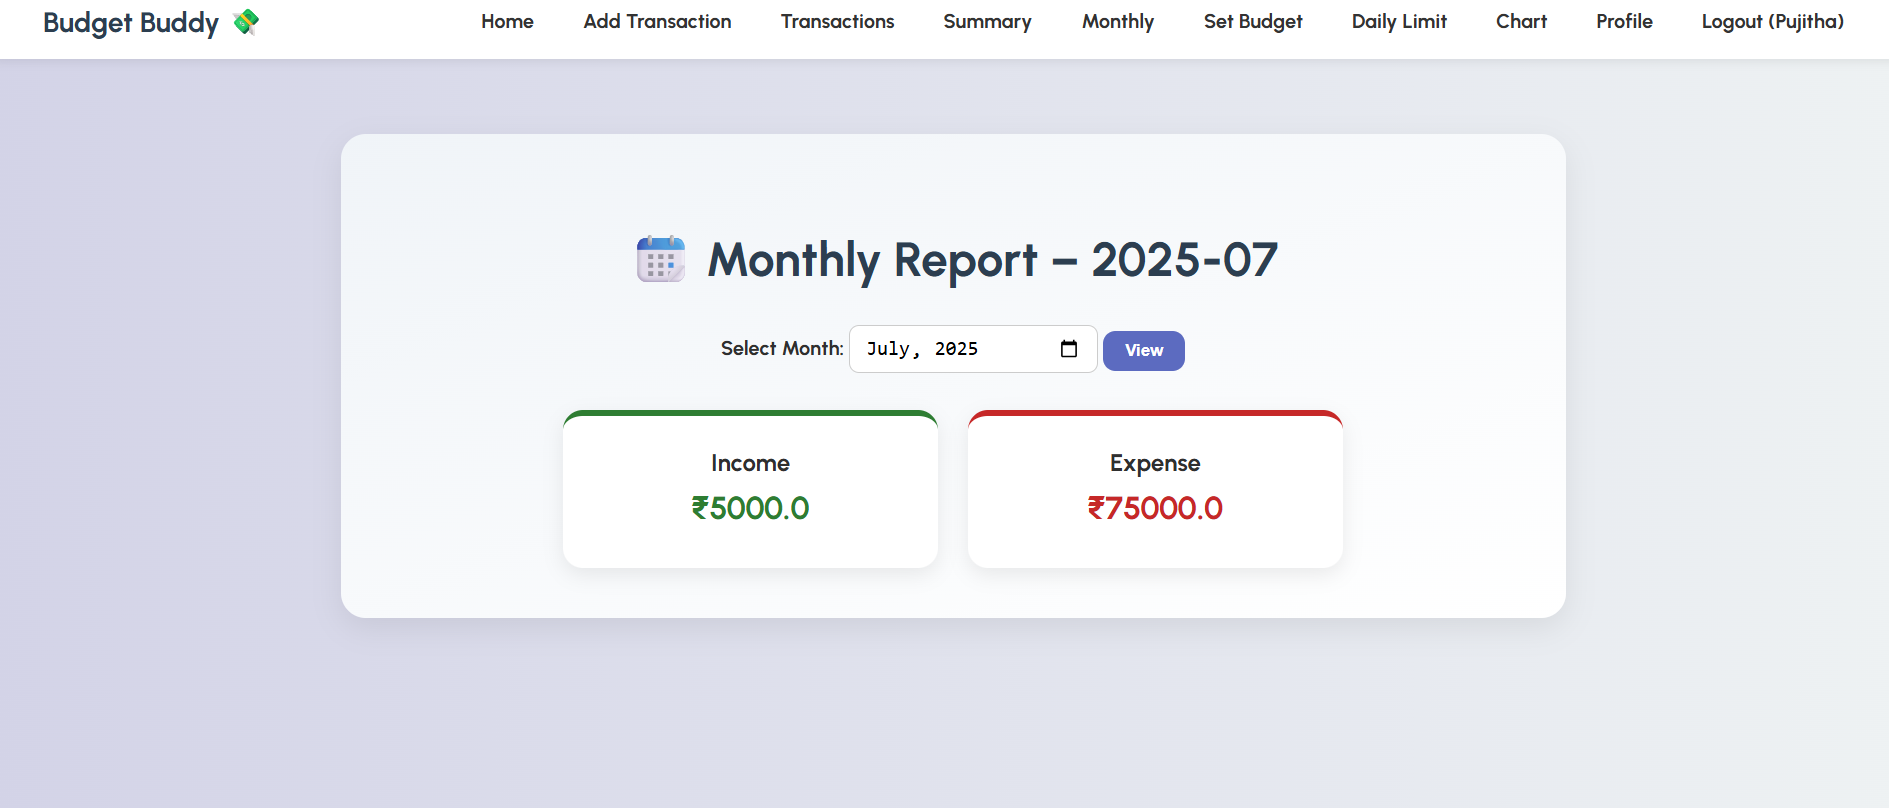 Budget Buddy 💸
Home Add Transaction Transactions Summary Monthly Set Budget Daily Limit Chart Profile Logout (Pujitha)
Monthly Report – 2025-07
Select Month: July, 2025 View
Income Expense
₹5000.0 ₹75000.0